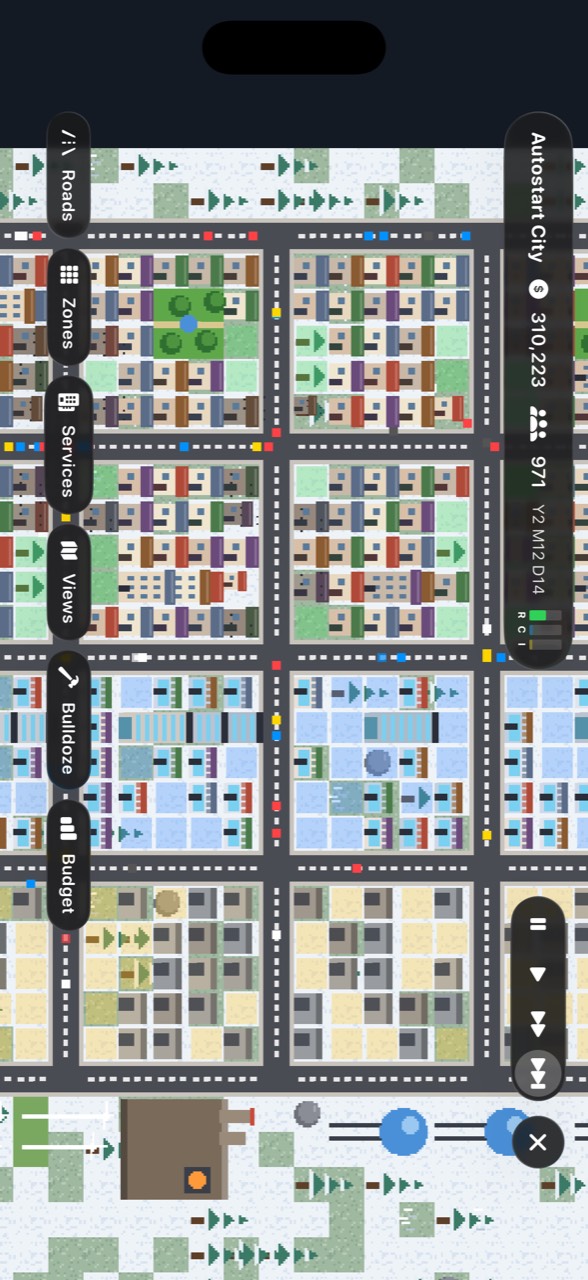 Autostart City $ 310,223 971 Y2 M12 D14 R C I
Roads
Zones
Services
Views
Bulldoze
Budget